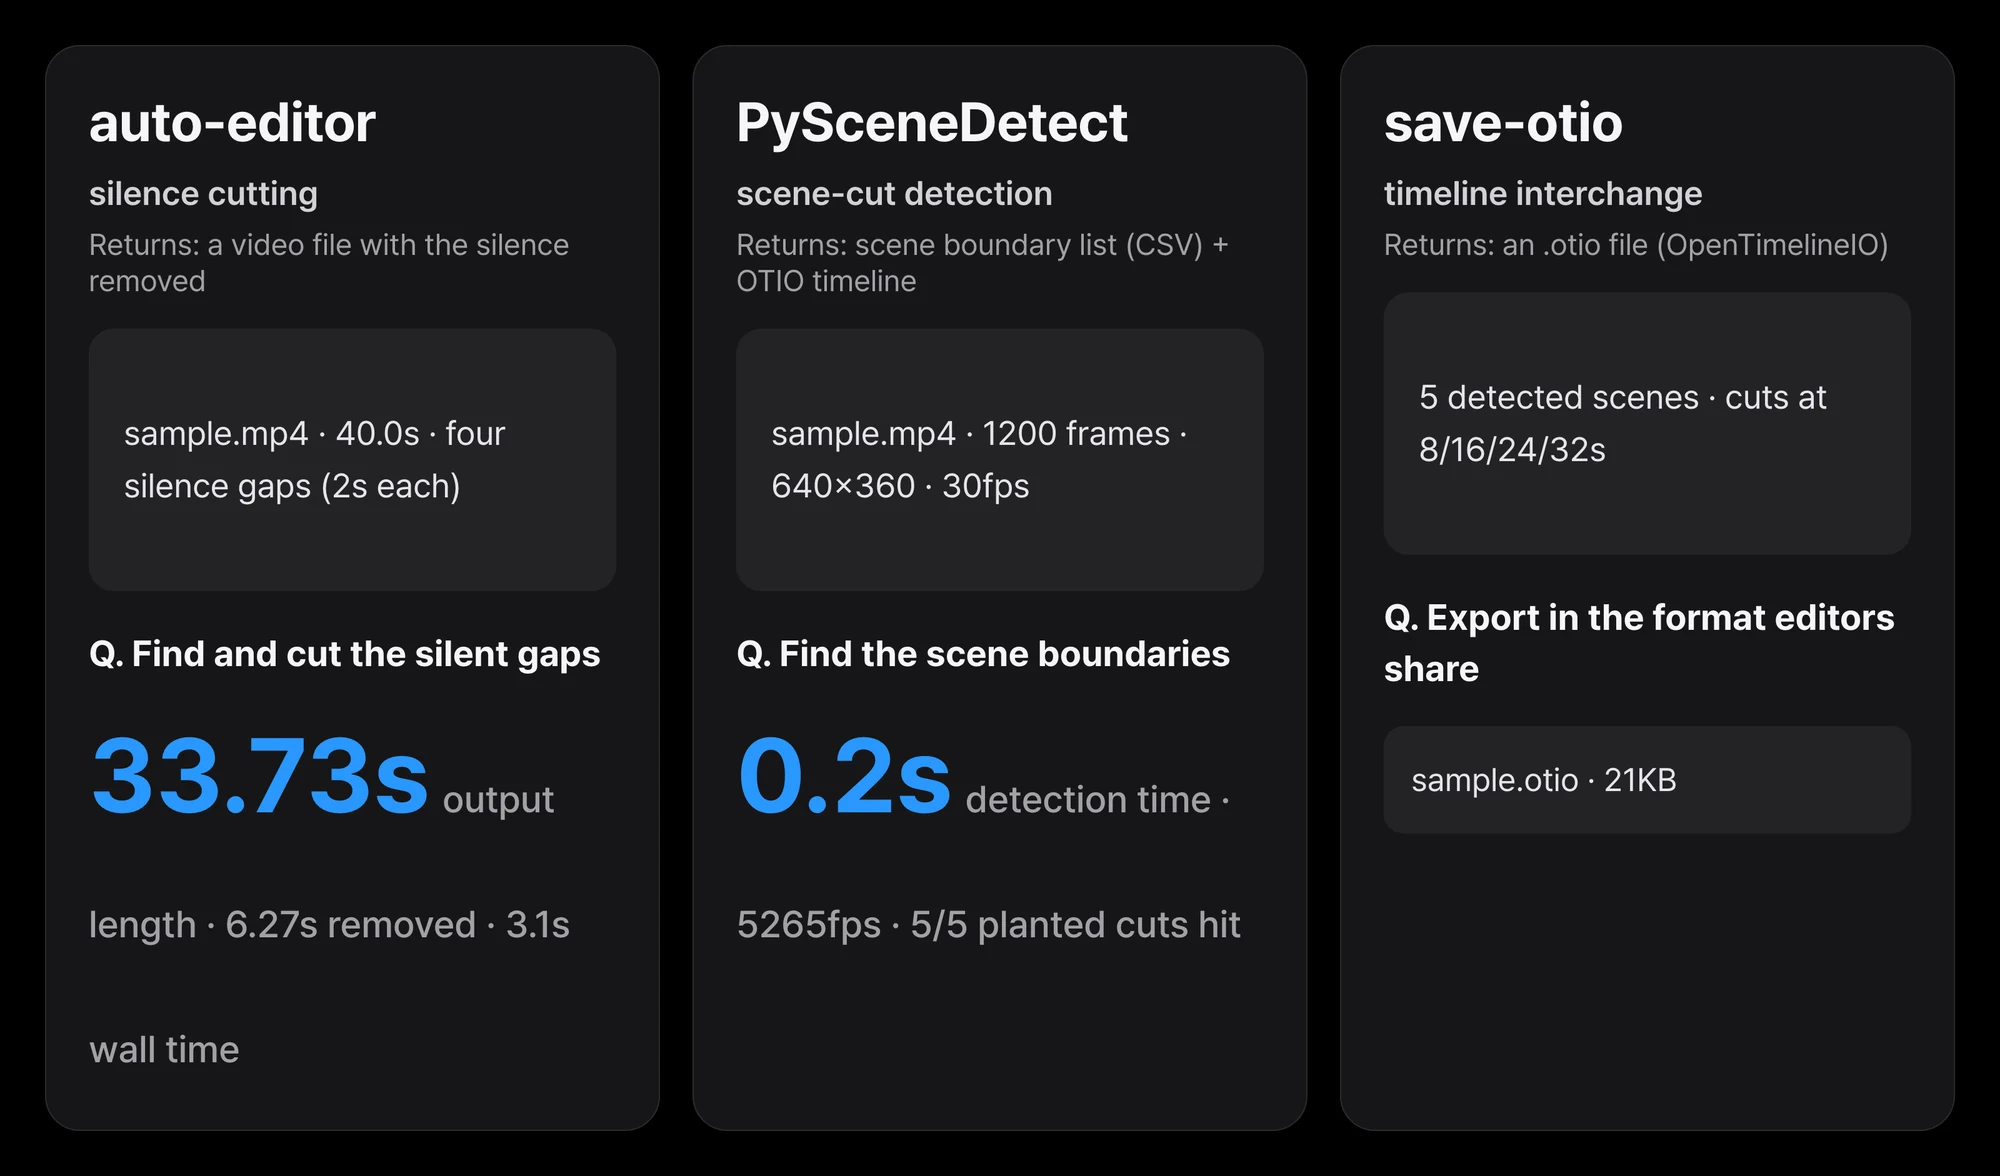 auto-editor
silence cutting
Returns: a video file with the silence
removed
sample.mp4 · 40.0s · four
silence gaps (2s each)
Q. Find and cut the silent gaps
33.73s output
length · 6.27s removed · 3.1s
wall time
PySceneDetect
scene-cut detection
Returns: scene boundary list (CSV) +
OTIO timeline
sample.mp4 · 1200 frames ·
640×360 · 30fps
Q. Find the scene boundaries
0.2s detection time ·
5265fps · 5/5 planted cuts hit
save-otio
timeline interchange
Returns: an .otio file (OpenTimelineIO)
5 detected scenes · cuts at
8/16/24/32s
Q. Export in the format editors
share
sample.otio · 21KB